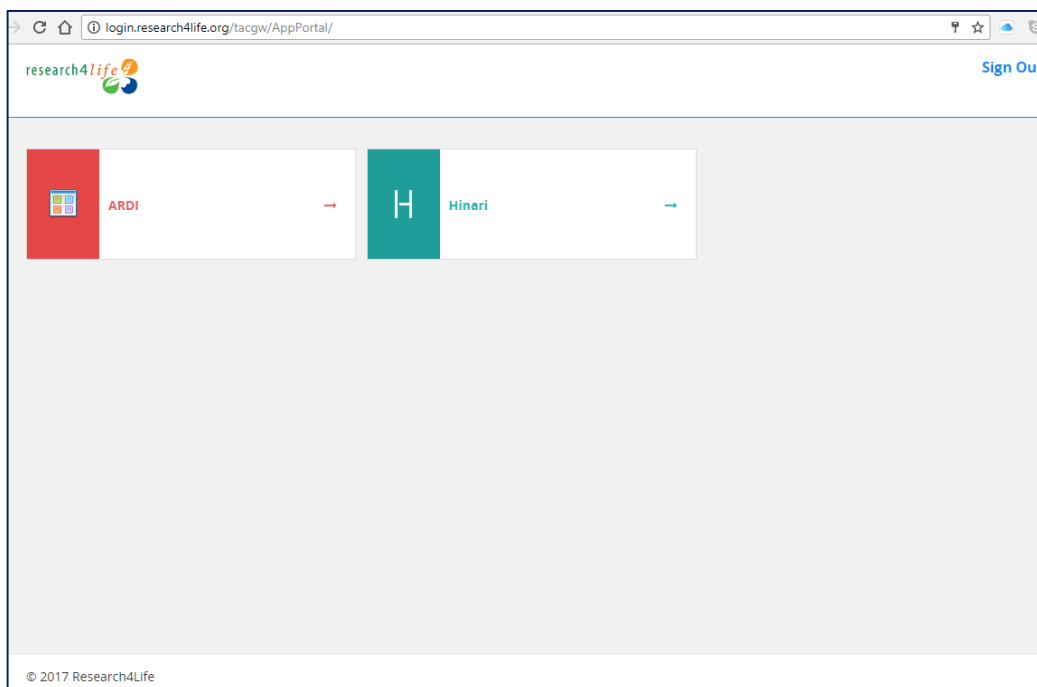 login.research4life.org/tacgw/AppPortal/
research4life
Sign Ou
ARDI →
H Hinari →
© 2017 Research4Life